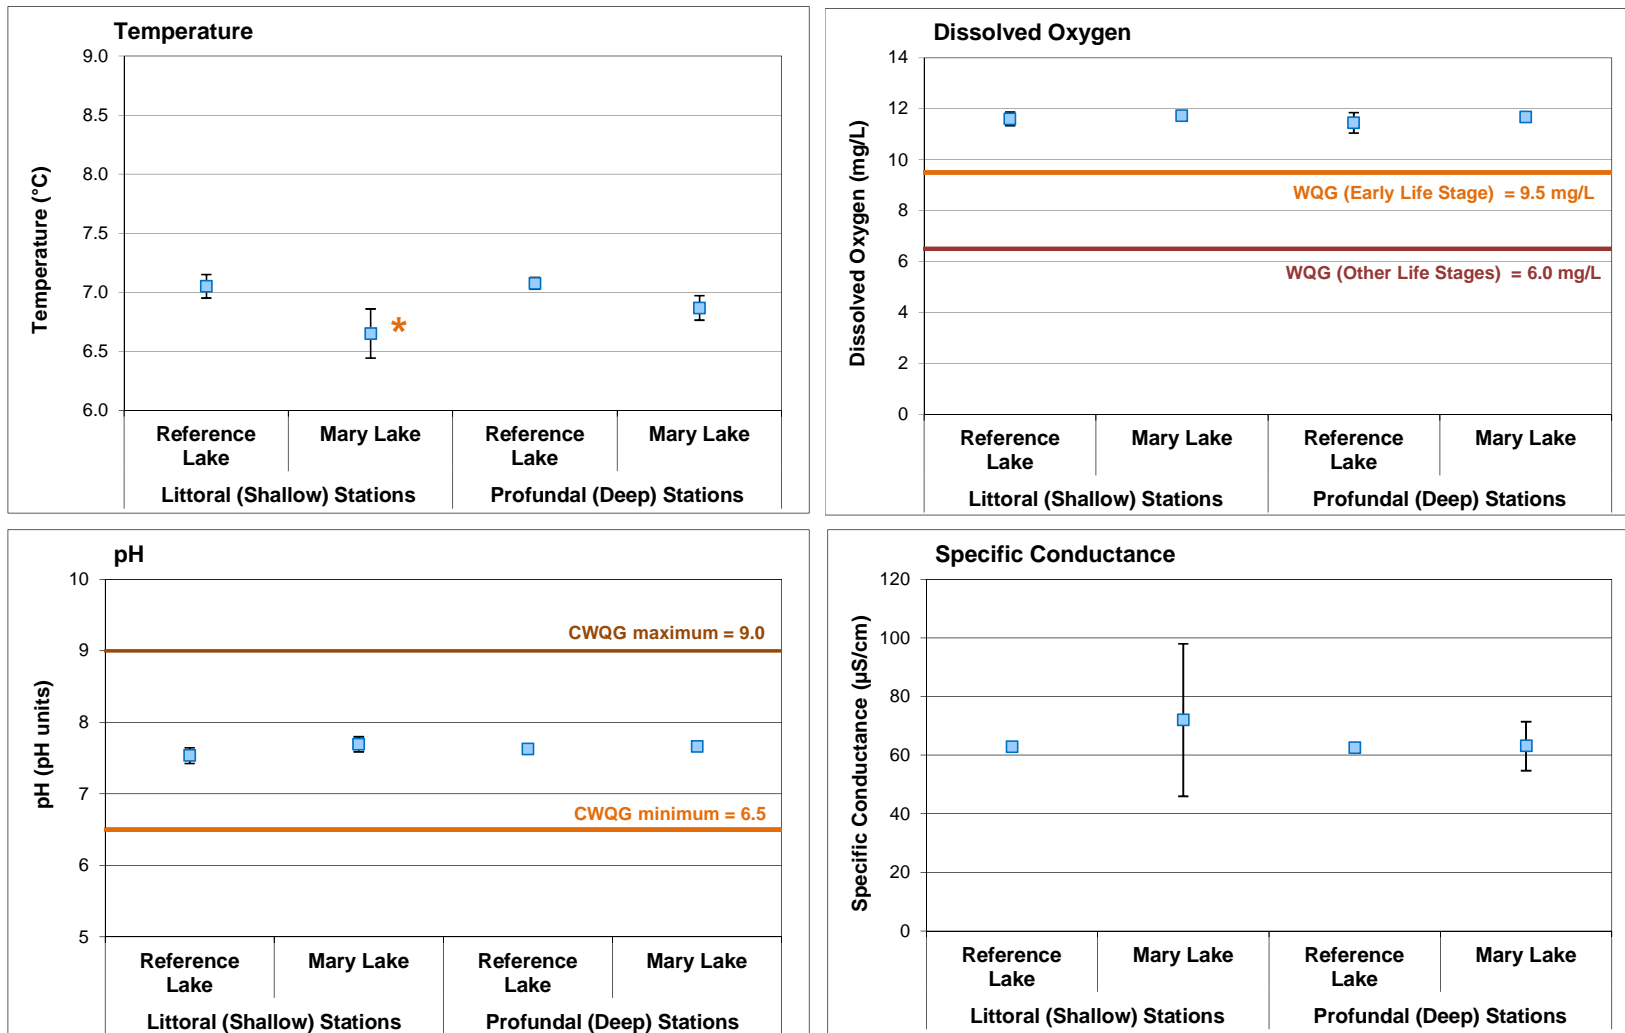 Temperature
9.0
8.5
8.0
7.5
7.0
6.5
6.0
Temperature (°C)
*
Reference Lake
Mary Lake
Reference Lake
Mary Lake
Littoral (Shallow) Stations
Profundal (Deep) Stations
Dissolved Oxygen
14
12
10
8
6
4
2
0
Dissolved Oxygen (mg/L)
WQG (Early Life Stage) = 9.5 mg/L
WQG (Other Life Stages) = 6.0 mg/L
Reference Lake
Mary Lake
Reference Lake
Mary Lake
Littoral (Shallow) Stations
Profundal (Deep) Stations
pH
10
9
8
7
6
5
pH (pH units)
CWQG maximum = 9.0
CWQG minimum = 6.5
Reference Lake
Mary Lake
Reference Lake
Mary Lake
Littoral (Shallow) Stations
Profundal (Deep) Stations
Specific Conductance
120
100
80
60
40
20
0
Specific Conductance (µS/cm)
Reference Lake
Mary Lake
Reference Lake
Mary Lake
Littoral (Shallow) Stations
Profundal (Deep) Stations